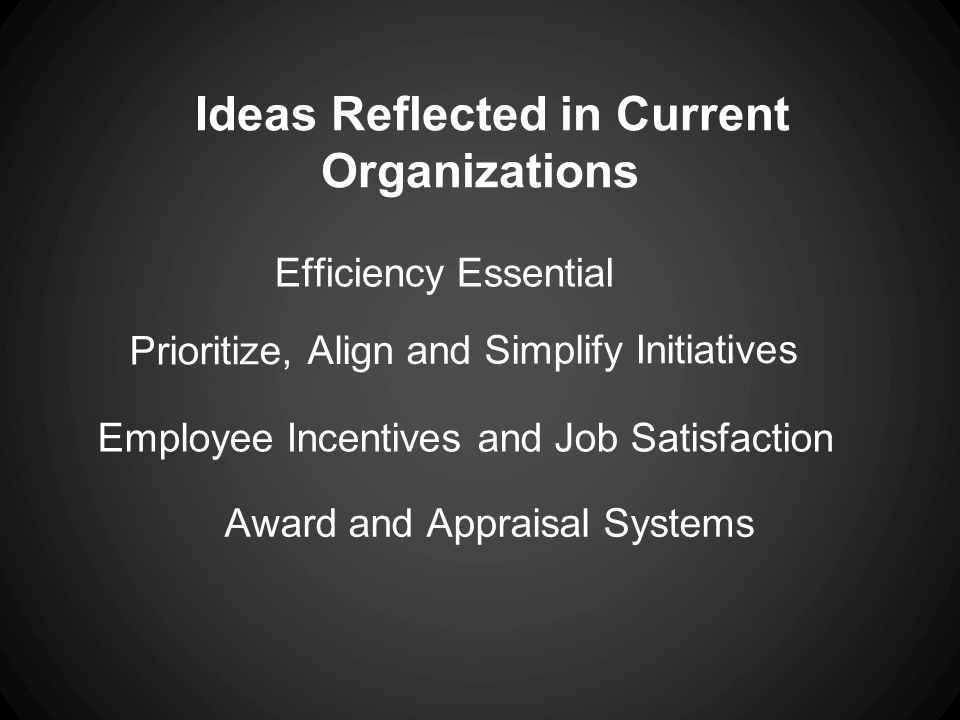 Ideas Reflected in Current
Organizations
Efficiency Essential
Prioritize, Align and Simplify Initiatives
Employee Incentives and Job Satisfaction
Award and Appraisal Systems